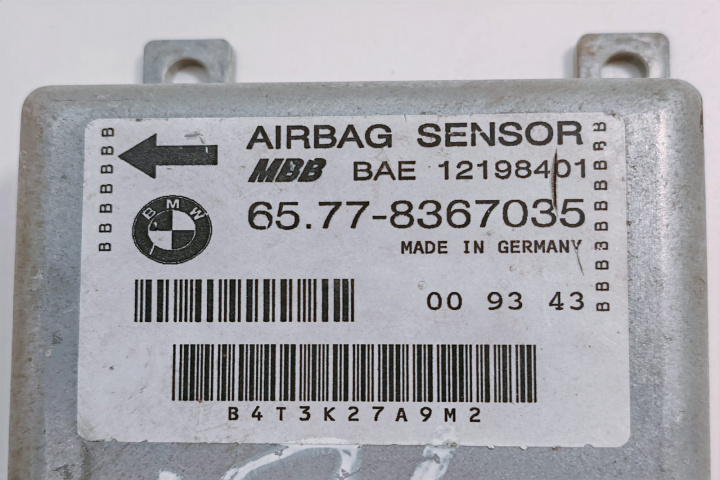 AIRBAG SENSOR
MBB BAE 12198401
BMW 65.77-8367035
MADE IN GERMANY
00 93 43
B4T3K27A9M2
B B B B B B B
B B B B B B B B B